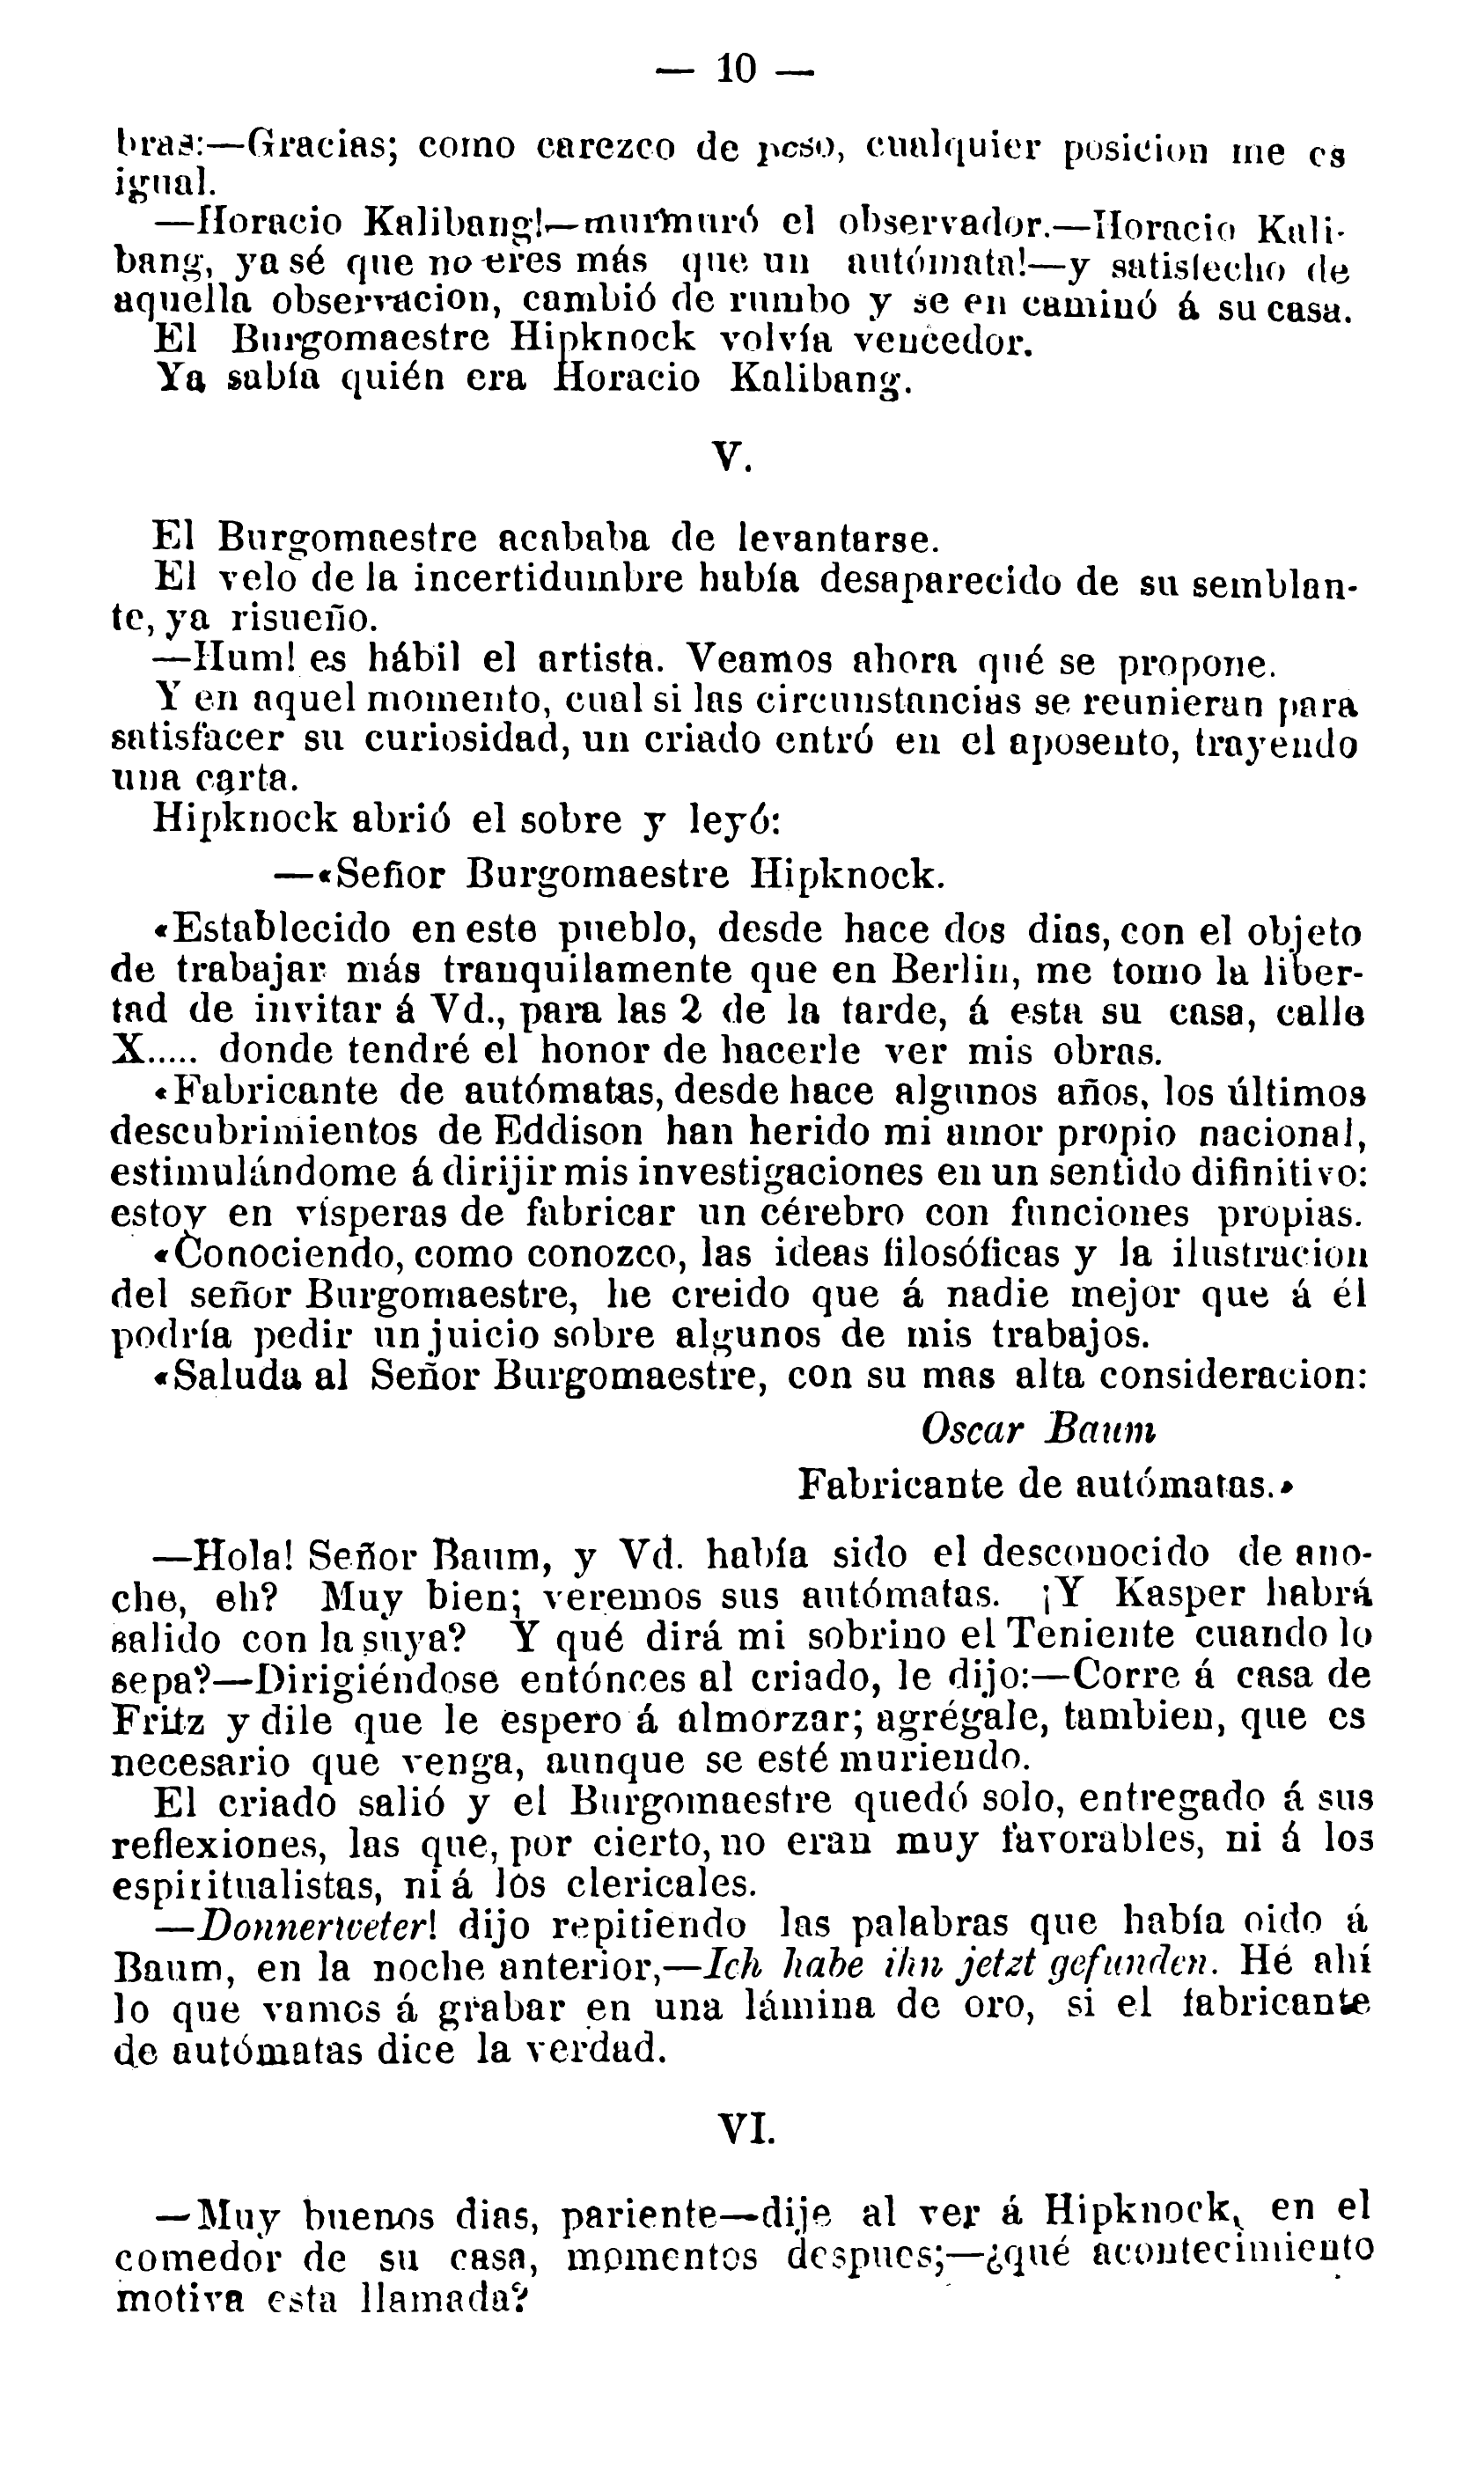 — 10 —
bras:—Gracias; como carezco de peso, cualquier posicion me es
igual.
—Horacio Kalibang!—murmuró el observador.—Horacio Kali-
bang, ya sé que no eres más que un autómata!—y satisfecho de
aquella observacion, cambió de rumbo y se en caminó á su casa.
El Burgomaestre Hipknock volvía vencedor.
Ya sabía quién era Horacio Kalibang.
V.
El Burgomaestre acababa de levantarse.
El velo de la incertidumbre había desaparecido de su semblan-
te, ya risueño.
—Hum! es hábil el artista. Veamos ahora qué se propone.
Y en aquel momento, cual si las circunstancias se reunieran para
satisfacer su curiosidad, un criado entró en el aposento, trayendo
una carta.
Hipknock abrió el sobre y leyó:
—«Señor Burgomaestre Hipknock.
«Establecido en este pueblo, desde hace dos dias, con el objeto
de trabajar más tranquilamente que en Berlin, me tomo la liber-
tad de invitar á Vd., para las 2 de la tarde, á esta su casa, calle
X..... donde tendré el honor de hacerle ver mis obras.
«Fabricante de autómatas, desde hace algunos años, los últimos
descubrimientos de Eddison han herido mi amor propio nacional,
estimulándome á dirijir mis investigaciones en un sentido difinitivo:
estoy en vísperas de fabricar un cérebro con funciones propias.
«Conociendo, como conozco, las ideas filosóficas y la ilustracion
del señor Burgomaestre, he creido que á nadie mejor que á él
podría pedir un juicio sobre algunos de mis trabajos.
«Saluda al Señor Burgomaestre, con su mas alta consideracion:
Oscar Baum
Fabricante de autómatas.»
—Hola! Señor Baum, y Vd. había sido el desconocido de ano-
che, eh? Muy bien; veremos sus autómatas. ¡Y Kasper habrá
salido con la suya? Y qué dirá mi sobrino el Teniente cuando lo
sepa?—Dirigiéndose entónces al criado, le dijo:—Corre á casa de
Fritz y dile que le espero á almorzar; agrégale, tambien, que es
necesario que venga, aunque se esté muriendo.
El criado salió y el Burgomaestre quedó solo, entregado á sus
reflexiones, las que, por cierto, no eran muy favorables, ni á los
espiritualistas, ni á los clericales.
—Donnerweter! dijo repitiendo las palabras que había oido á
Baum, en la noche anterior,—Ich habe ihn jetzt gefunden. Hé ahí
lo que vamos á grabar en una lámina de oro, si el fabricante
de autómatas dice la verdad.
VI.
—Muy buenos dias, pariente—dije al ver á Hipknock, en el
comedor de su casa, momentos despues;—¿qué acontecimiento
motiva esta llamada?